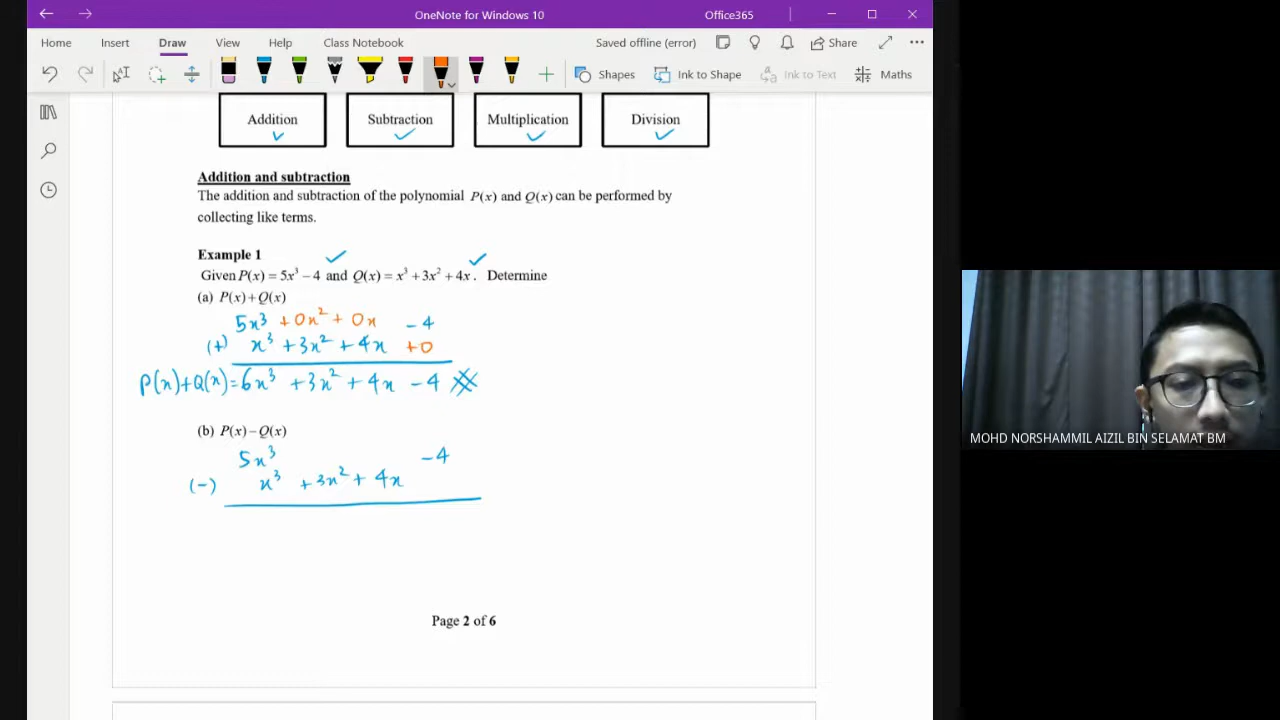 OneNote for Windows 10
Office365
Home Insert Draw View Help Class Notebook
Saved offline (error) Share
Shapes Ink to Shape Ink to Text Maths
Addition Subtraction Multiplication Division
Addition and subtraction
The addition and subtraction of the polynomial P(x) and Q(x) can be performed by
collecting like terms.
Example 1
Given P(x) = 5x³ − 4 and Q(x) = x³ + 3x² + 4x. Determine
(a) P(x)+Q(x)
5x³ + 0x² + 0x − 4
(+) x³ + 3x² + 4x + 0
P(x)+Q(x) = 6x³ + 3x² + 4x − 4
(b) P(x) − Q(x)
5x³ − 4
(−) x³ + 3x² + 4x
Page 2 of 6
MOHD NORSHAMMIL AIZIL BIN SELAMAT BM